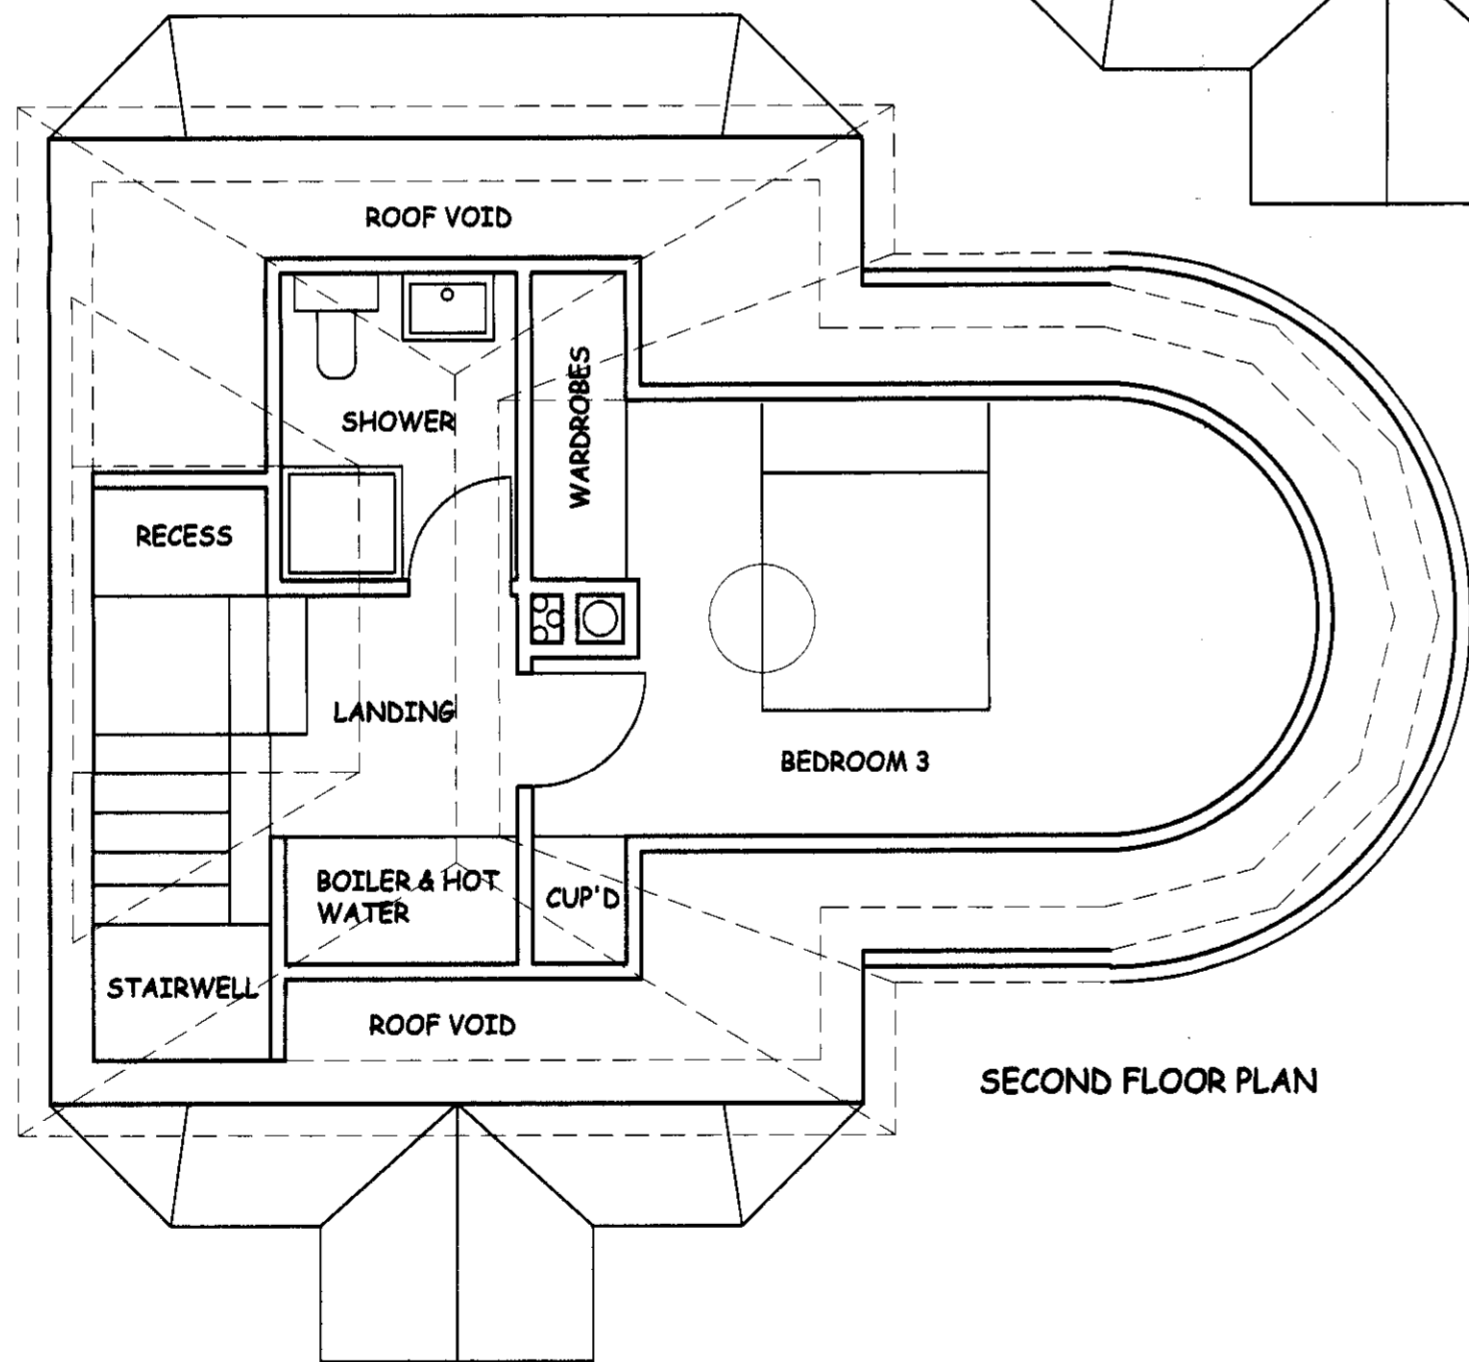 ROOF VOID
SHOWER
WARDROBES
RECESS
LANDING
BEDROOM 3
BOILER & HOT
WATER
CUP'D
STAIRWELL
ROOF VOID
SECOND FLOOR PLAN